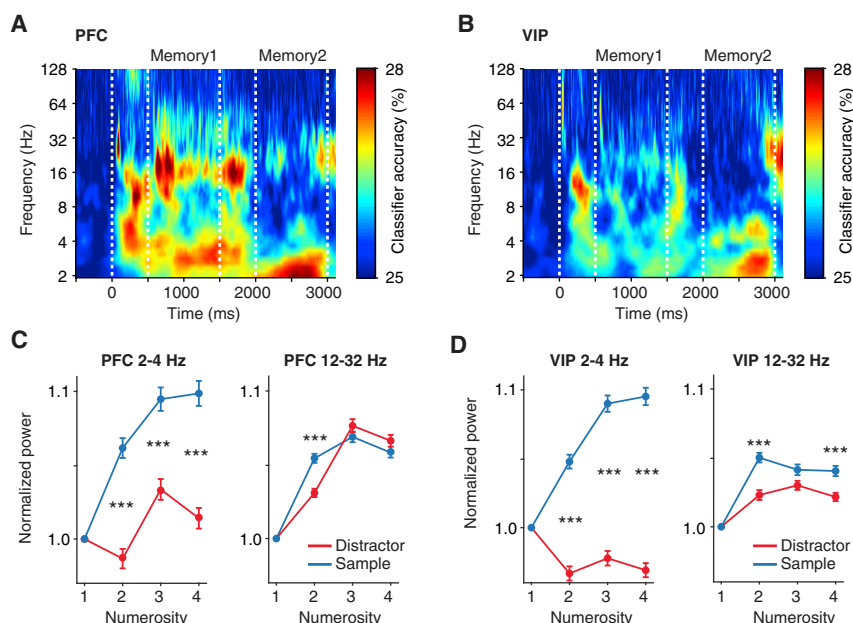 A
PFC
Memory1 Memory2
128
64
32
16
8
4
2
Frequency (Hz)
0 1000 2000 3000
Time (ms)
28
25
Classifier accuracy (%)
B
VIP
Memory1 Memory2
128
64
32
16
8
4
2
Frequency (Hz)
0 1000 2000 3000
Time (ms)
28
25
Classifier accuracy (%)
C
PFC 2-4 Hz
1.1
1.0
Normalized power
***
***
***
1 2 3 4
Numerosity
PFC 12-32 Hz
***
Distractor
Sample
1 2 3 4
Numerosity
D
VIP 2-4 Hz
1.1
1.0
Normalized power
***
***
***
1 2 3 4
Numerosity
VIP 12-32 Hz
1.1
1.0
***
***
Distractor
Sample
1 2 3 4
Numerosity